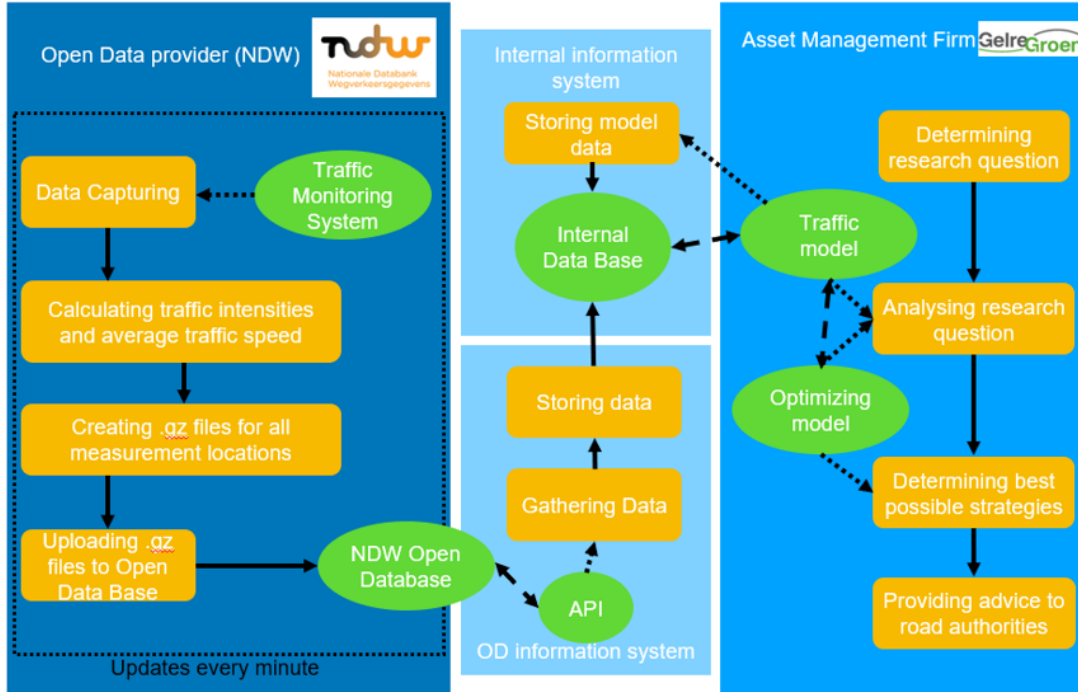 Open Data provider (NDW)
ndw
Nationale Databank
Wegverkeersgegevens
Data Capturing
Traffic
Monitoring
System
Calculating traffic intensities
and average traffic speed
Creating .gz files for all
measurement locations
Uploading .gz
files to Open
Data Base
NDW Open
Database
Updates every minute
Internal information
system
Storing model
data
Internal
Data Base
Storing data
Gathering Data
API
OD information system
Asset Management Firm
GelreGroen
Determining
research question
Traffic
model
Analysing research
question
Optimizing
model
Determining best
possible strategies
Providing advice to
road authorities